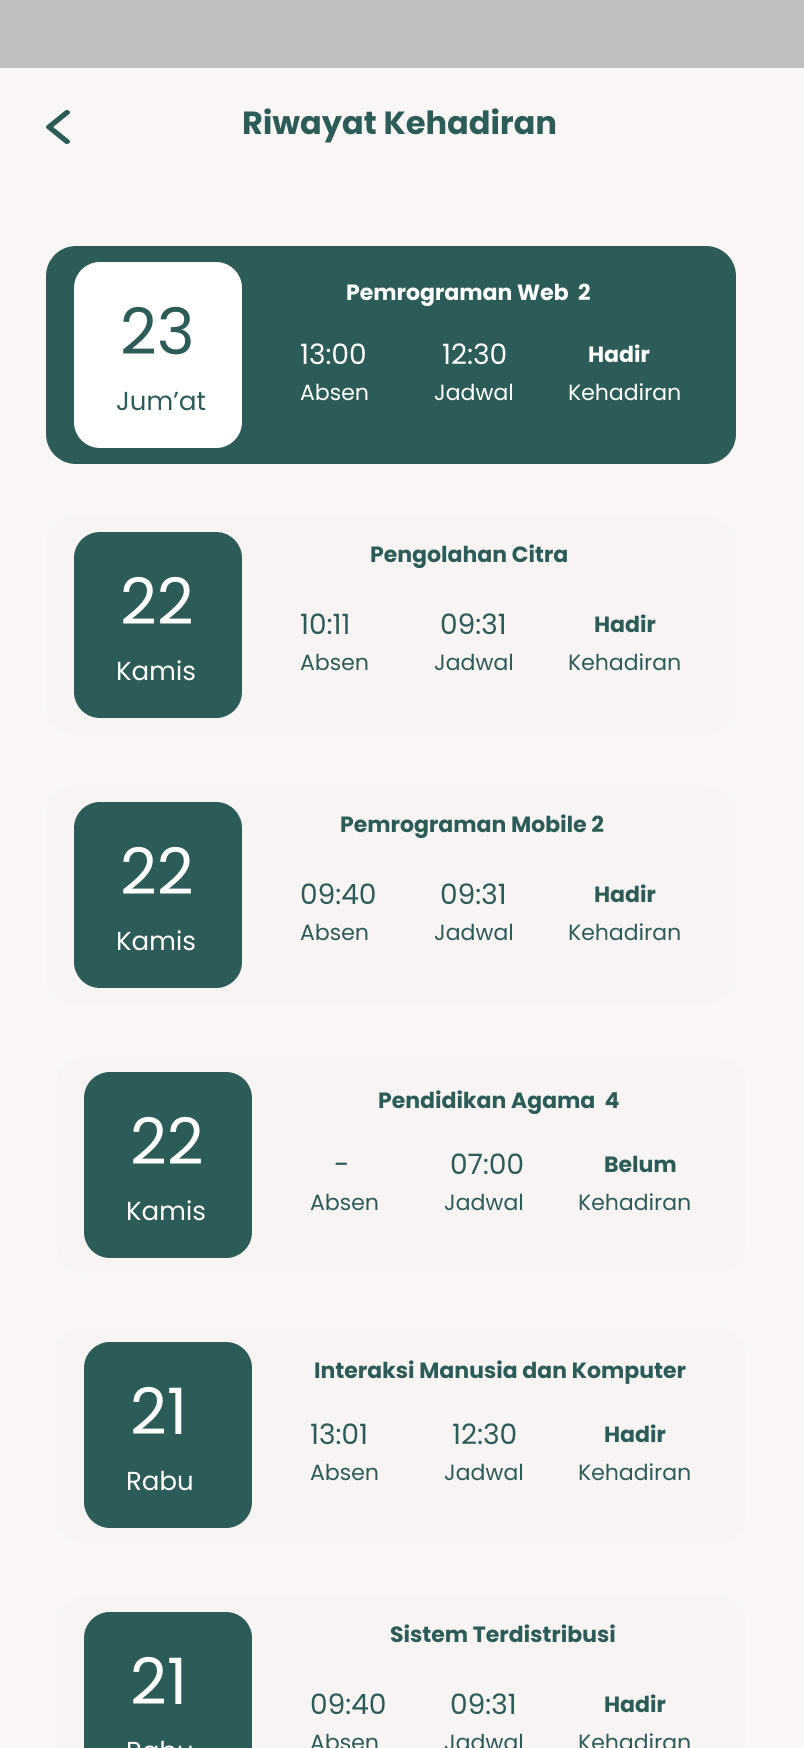 Riwayat Kehadiran
23
Jum’at
Pemrograman Web 2
13:00 12:30 Hadir
Absen Jadwal Kehadiran
22
Kamis
Pengolahan Citra
10:11 09:31 Hadir
Absen Jadwal Kehadiran
22
Kamis
Pemrograman Mobile 2
09:40 09:31 Hadir
Absen Jadwal Kehadiran
22
Kamis
Pendidikan Agama 4
- 07:00 Belum
Absen Jadwal Kehadiran
21
Rabu
Interaksi Manusia dan Komputer
13:01 12:30 Hadir
Absen Jadwal Kehadiran
21
Rabu
Sistem Terdistribusi
09:40 09:31 Hadir
Absen Jadwal Kehadiran